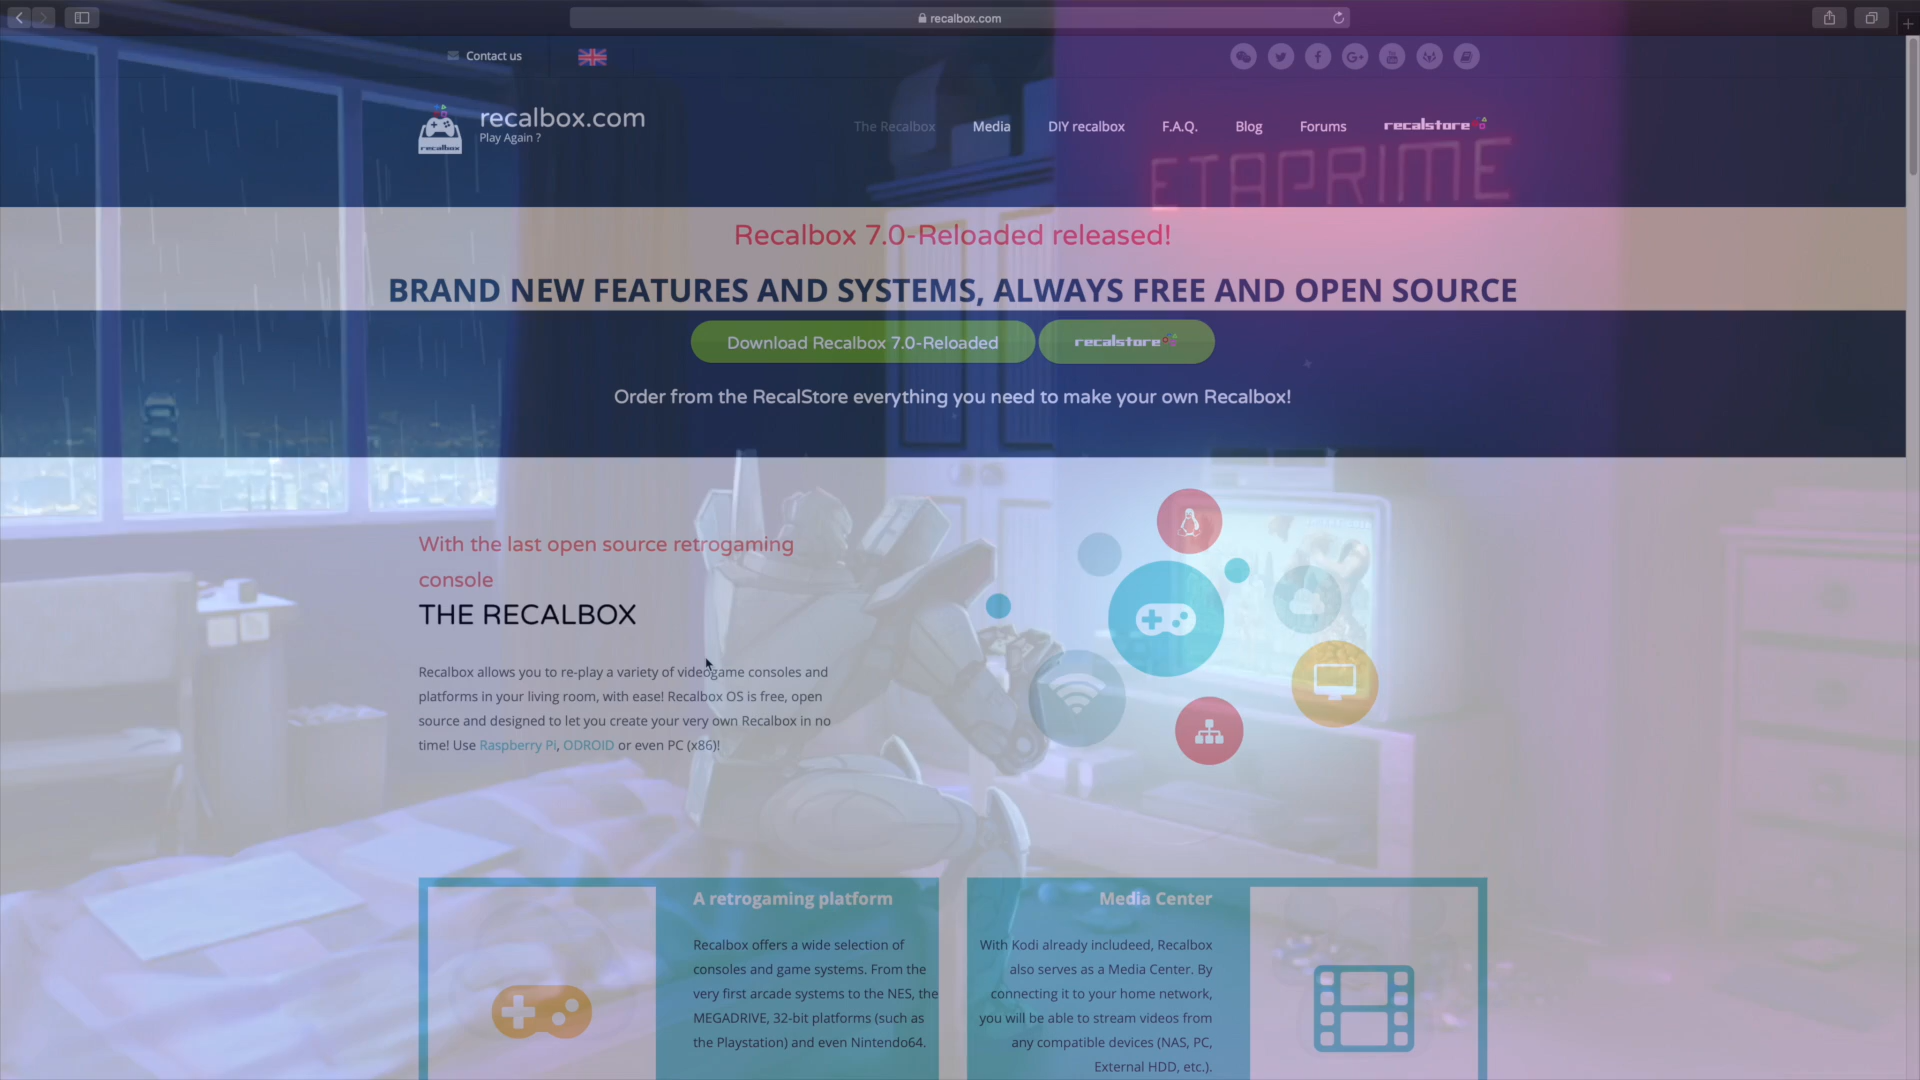 recalbox.com
Contact us
recalbox.com
Play Again ?
recalbox
The Recalbox
Media
DIY recalbox
F.A.Q.
Blog
Forums
recalstore
ETAPRIME
Recalbox 7.0-Reloaded released!
BRAND NEW FEATURES AND SYSTEMS, ALWAYS FREE AND OPEN SOURCE
Download Recalbox 7.0-Reloaded
recalstore
Order from the RecalStore everything you need to make your own Recalbox!
With the last open source retrogaming
console
THE RECALBOX
Recalbox allows you to re-play a variety of videogame consoles and
platforms in your living room, with ease! Recalbox OS is free, open
source and designed to let you create your very own Recalbox in no
time! Use Raspberry Pi, ODROID or even PC (x86)!
A retrogaming platform
Recalbox offers a wide selection of
consoles and game systems. From the
very first arcade systems to the NES, the
MEGADRIVE, 32-bit platforms (such as
the Playstation) and even Nintendo64.
Media Center
With Kodi already includeed, Recalbox
also serves as a Media Center. By
connecting it to your home network,
you will be able to stream videos from
any compatible devices (NAS, PC,
External HDD, etc.).